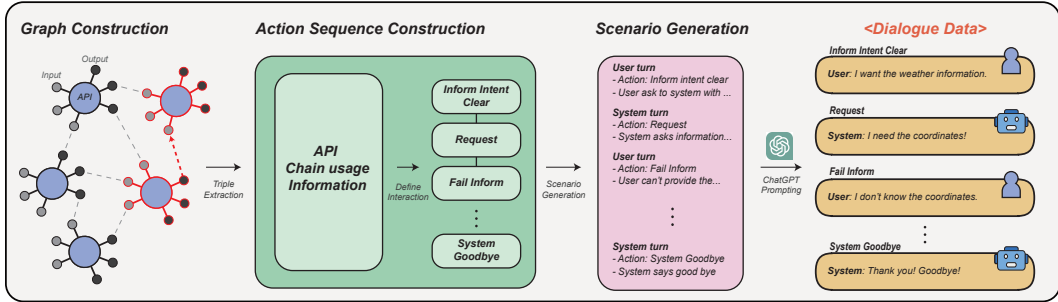 Graph Construction
Action Sequence Construction
Scenario Generation
<Dialogue Data>
Output
Input
API
Triple
Extraction
API
Chain usage
Information
Define
Interaction
Inform Intent
Clear
Request
Fail Inform
System
Goodbye
Scenario
Generation
User turn
- Action: Inform intent clear
- User ask to system with ...
System turn
- Action: Request
- System asks information...
User turn
- Action: Fail Inform
- User can't provide the...
System turn
- Action: System Goodbye
- System says good bye
ChatGPT
Prompting
Inform Intent Clear
User: I want the weather information.
Request
System: I need the coordinates!
Fail Inform
User: I don't know the coordinates.
System Goodbye
System: Thank you! Goodbye!